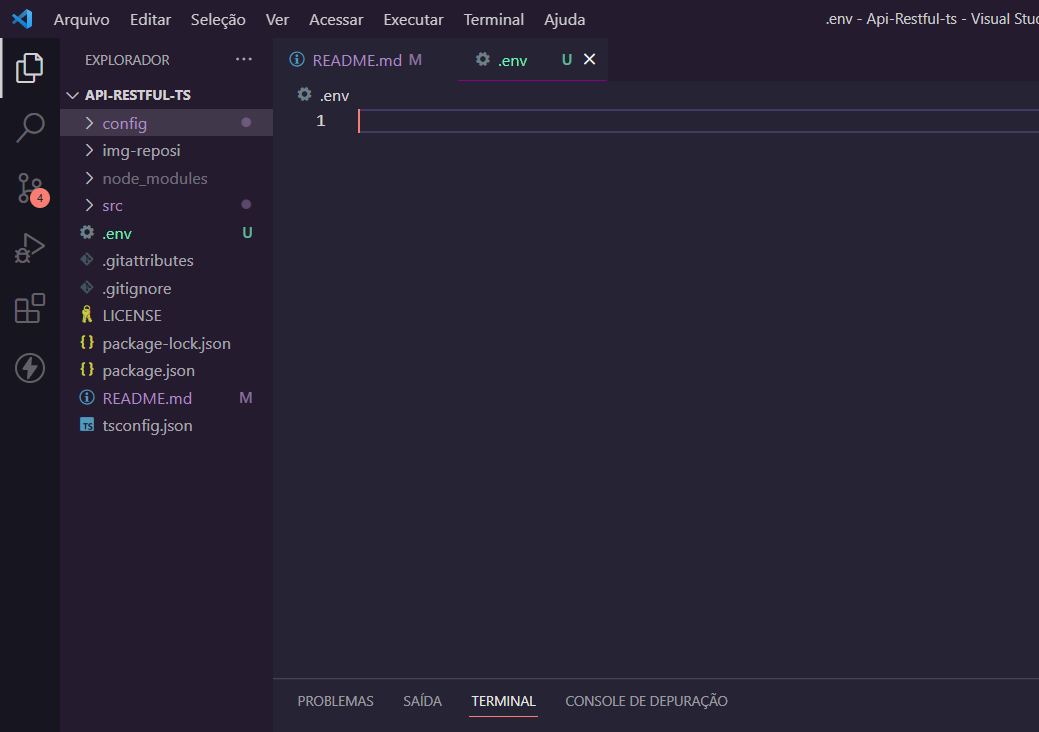 Arquivo Editar Seleção Ver Acessar Executar Terminal Ajuda .env - Api-Restful-ts - Visual Stud
EXPLORADOR ···
README.md M .env U
API-RESTFUL-TS
.env
config
1
img-reposi
node_modules
4
src
.env U
.gitattributes
.gitignore
LICENSE
package-lock.json
package.json
README.md M
TS tsconfig.json
PROBLEMAS SAÍDA TERMINAL CONSOLE DE DEPURAÇÃO